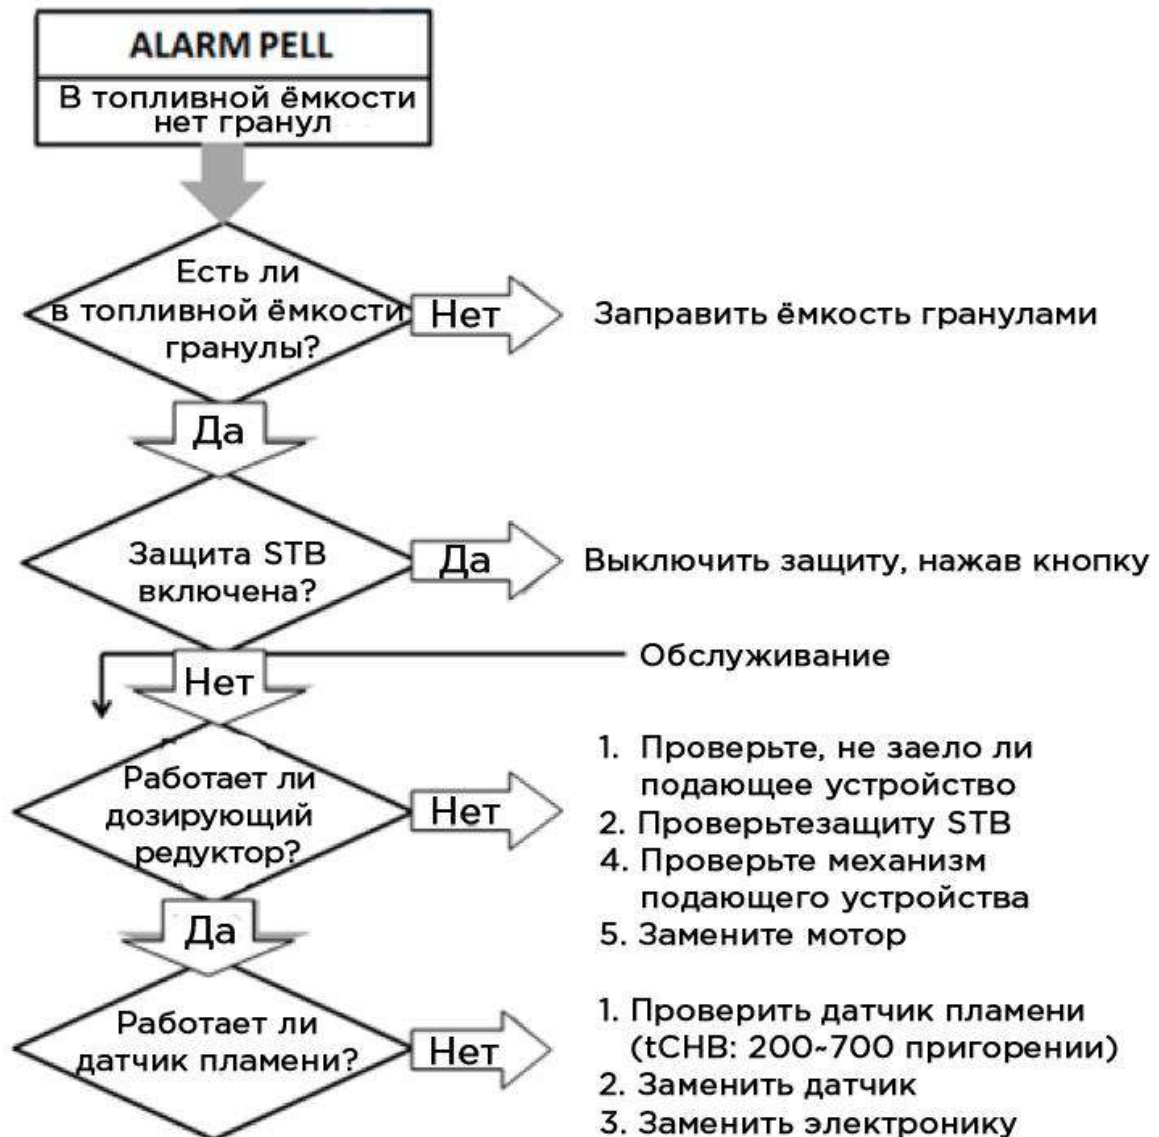 ALARM PELL
В топливной ёмкости
нет гранул
Есть ли
в топливной ёмкости
гранулы?
Нет
Заправить ёмкость гранулами
Да
Защита STB
включена?
Да
Выключить защиту, нажав кнопку
Обслуживание
Нет
Работает ли
дозирующий
редуктор?
Нет
1. Проверьте, не заело ли
подающее устройство
2. Проверьтезащиту STB
4. Проверьте механизм
подающего устройства
5. Замените мотор
Да
Работает ли
датчик пламени?
Нет
1. Проверить датчик пламени
(tCHB: 200~700 пригорении)
2. Заменить датчик
3. Заменить электронику